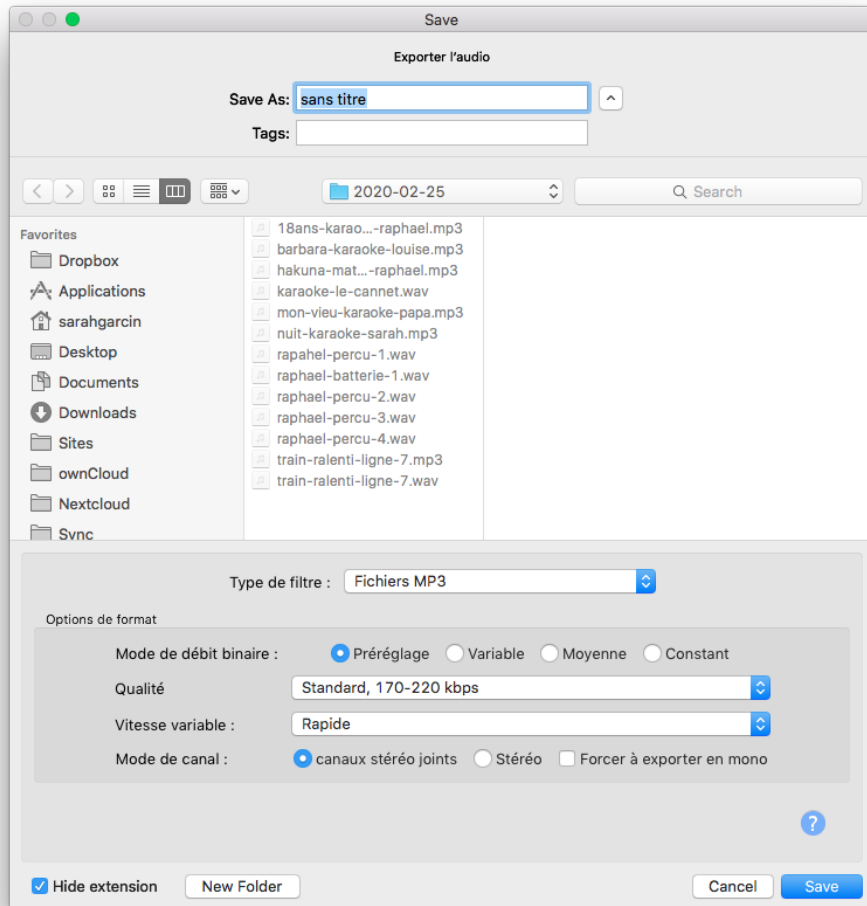 Save
Exporter l'audio
Save As: sans titre
Tags:
2020-02-25
Search
Favorites
Dropbox
Applications
sarahgarcin
Desktop
Documents
Downloads
Sites
ownCloud
Nextcloud
Sync
18ans-karao...-raphael.mp3
barbara-karaoke-louise.mp3
hakuna-mat...-raphael.mp3
karaoke-le-cannet.wav
mon-vieu-karaoke-papa.mp3
nuit-karaoke-sarah.mp3
rapahel-percu-1.wav
raphael-batterie-1.wav
raphael-percu-2.wav
raphael-percu-3.wav
raphael-percu-4.wav
train-ralenti-ligne-7.mp3
train-ralenti-ligne-7.wav
Type de filtre : Fichiers MP3
Options de format
Mode de débit binaire : Préréglage Variable Moyenne Constant
Qualité Standard, 170-220 kbps
Vitesse variable : Rapide
Mode de canal : canaux stéréo joints Stéréo Forcer à exporter en mono
?
Hide extension New Folder Cancel Save